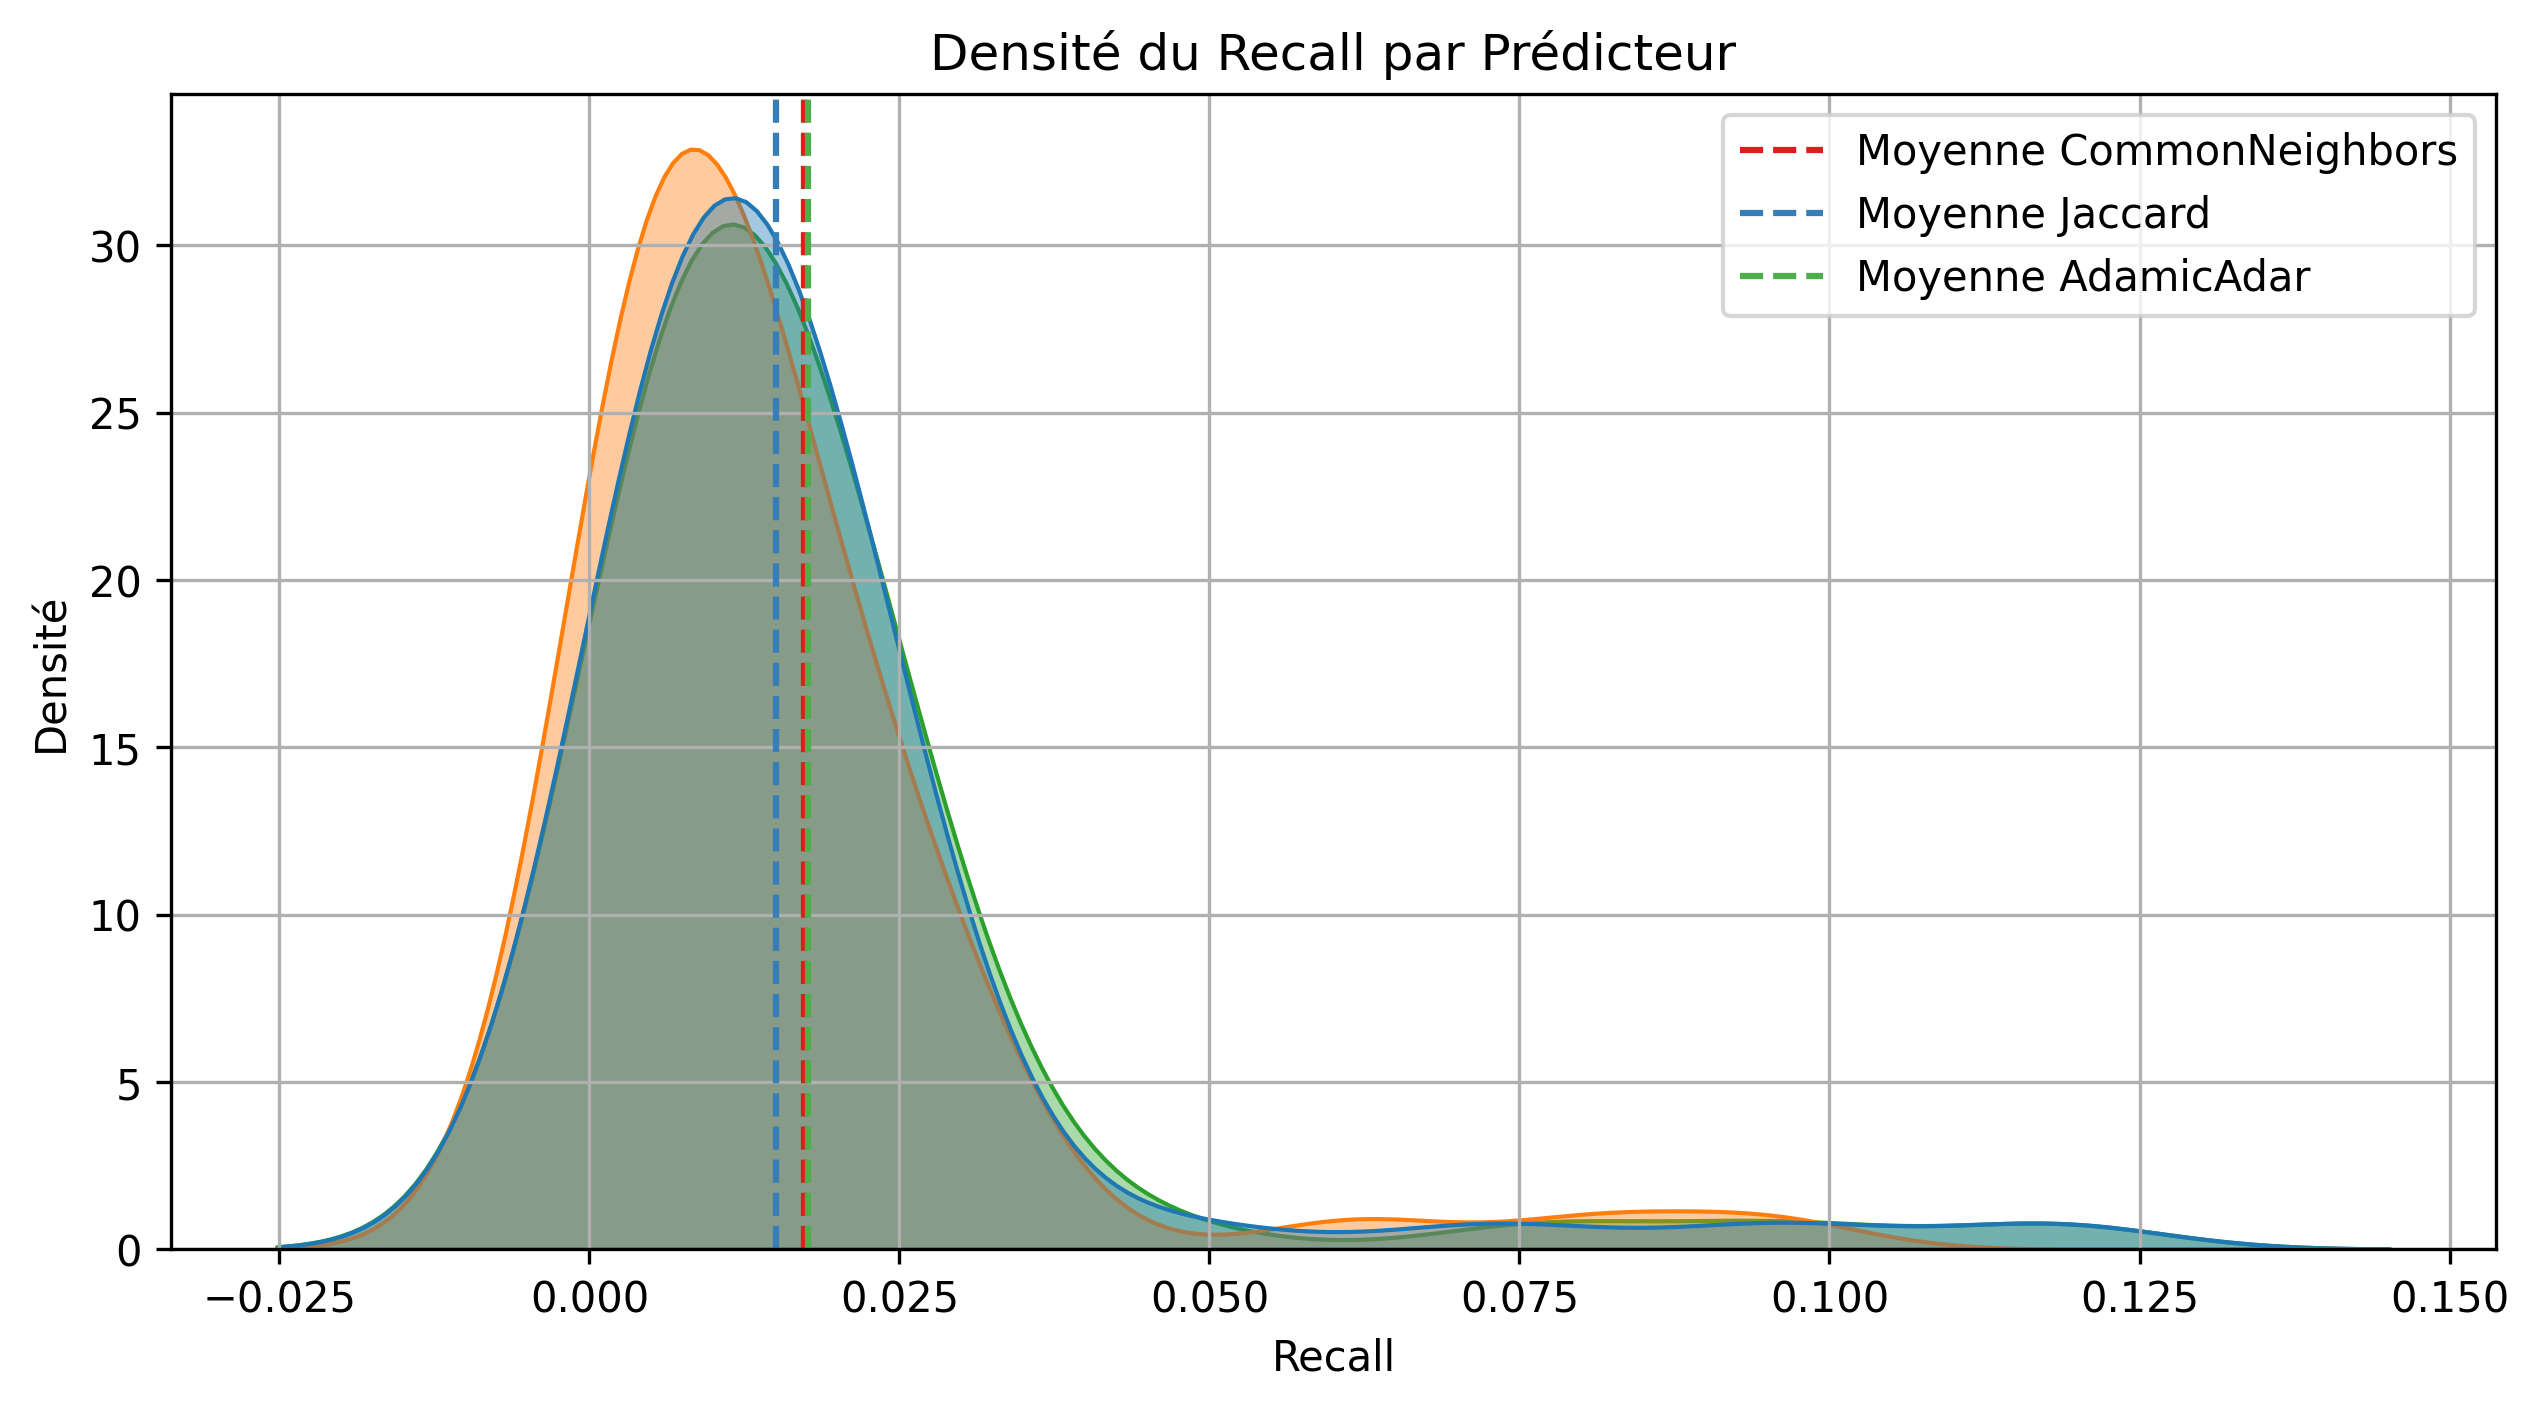 Densité du Recall par Prédicteur
Moyenne CommonNeighbors
Moyenne Jaccard
Moyenne AdamicAdar
30
25
20
15
10
5
0
Densité
−0.025 0.000 0.025 0.050 0.075 0.100 0.125 0.150
Recall